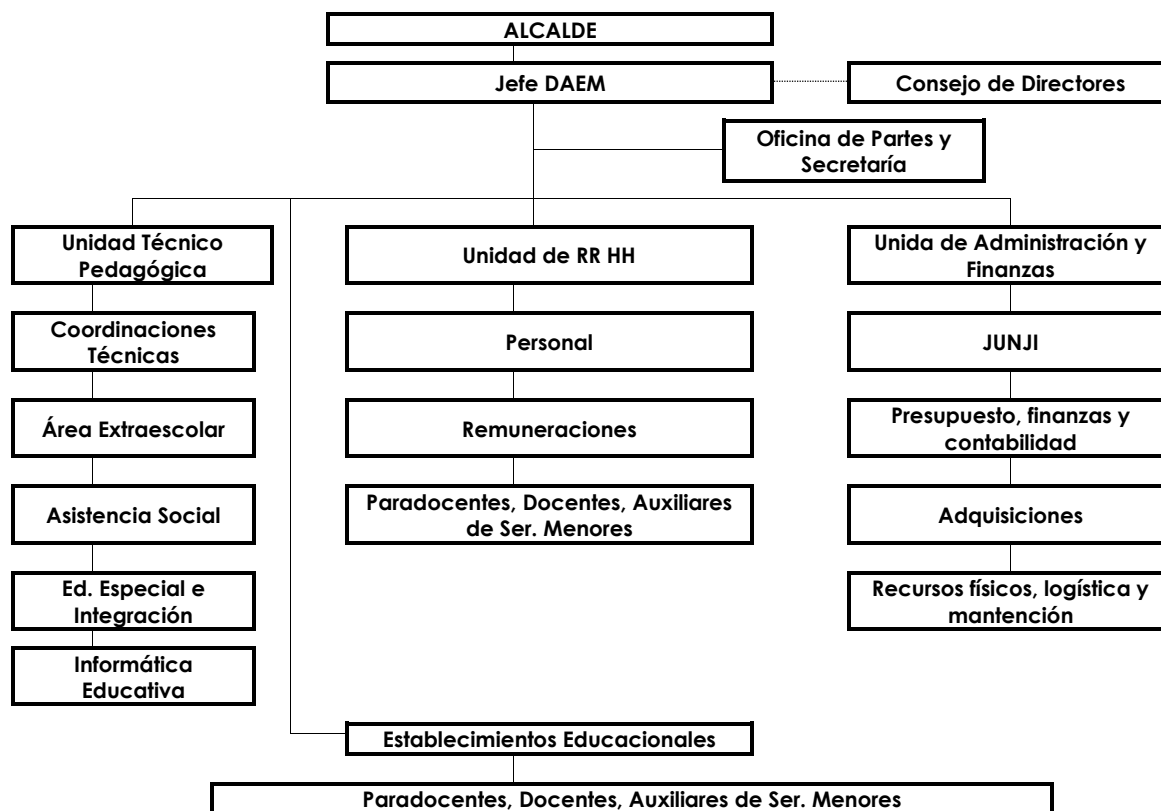 ALCALDE
Jefe DAEM
Consejo de Directores
Oficina de Partes y
Secretaría
Unidad Técnico
Pedagógica
Unidad de RR HH
Unida de Administración y
Finanzas
Coordinaciones
Técnicas
Personal
JUNJI
Área Extraescolar
Remuneraciones
Presupuesto, finanzas y
contabilidad
Asistencia Social
Paradocentes, Docentes, Auxiliares
de Ser. Menores
Adquisiciones
Ed. Especial e
Integración
Recursos físicos, logística y
mantención
Informática
Educativa
Establecimientos Educacionales
Paradocentes, Docentes, Auxiliares de Ser. Menores